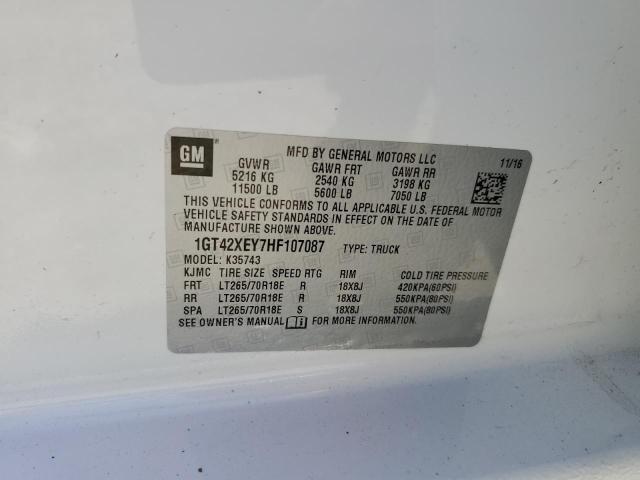 GM
MFD BY GENERAL MOTORS LLC 11/16
GVWR GAWR FRT GAWR RR
5216 KG 2540 KG 3198 KG
11500 LB 5600 LB 7050 LB
THIS VEHICLE CONFORMS TO ALL APPLICABLE U.S. FEDERAL MOTOR
VEHICLE SAFETY STANDARDS IN EFFECT ON THE DATE OF
MANUFACTURE SHOWN ABOVE.
1GT42XEY7HF107087 TYPE: TRUCK
MODEL: K35743
KJMC TIRE SIZE SPEED RTG RIM COLD TIRE PRESSURE
FRT LT265/70R18E R 18X8J 420KPA(60PSI)
RR LT265/70R18E R 18X8J 550KPA(80PSI)
SPA LT265/70R18E S 18X8J 550KPA(80PSI)
SEE OWNER'S MANUAL FOR MORE INFORMATION.